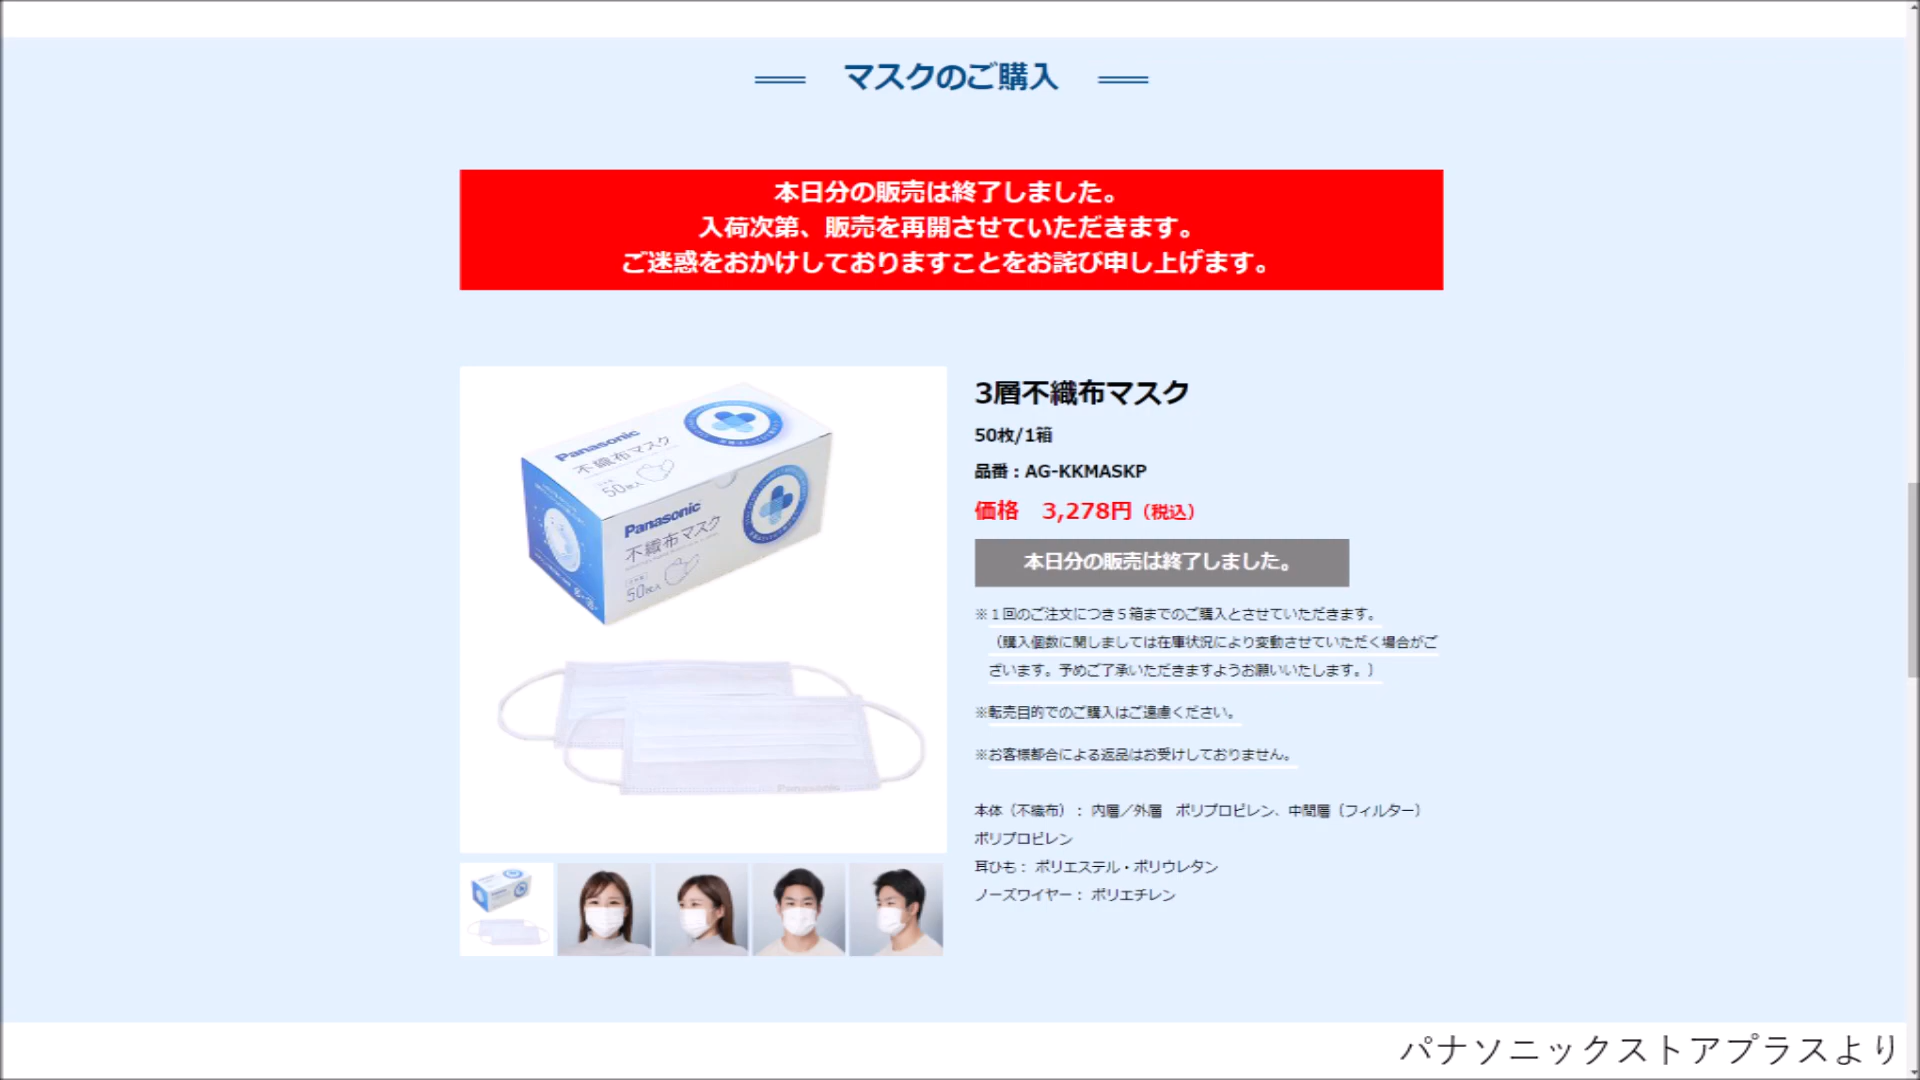 マスクのご購入
本日分の販売は終了しました。
入荷次第、販売を再開させていただきます。
ご迷惑をおかけしておりますことをお詫び申し上げます。
Panasonic
不織布マスク
50枚入
Panasonic
不織布マスク
50枚入
Panasonic
3層不織布マスク
50枚/1箱
品番：AG-KKMASKP
価格　3,278円（税込）
本日分の販売は終了しました。
※１回のご注文につき５箱までのご購入とさせていただきます。
（購入個数に関しましては在庫状況により変動させていただく場合がご
ざいます。予めご了承いただきますようお願いいたします。）
※転売目的でのご購入はご遠慮ください。
※お客様都合による返品はお受けしておりません。
本体（不織布）： 内層／外層　ポリプロピレン、中間層（フィルター）
ポリプロピレン
耳ひも： ポリエステル・ポリウレタン
ノーズワイヤー： ポリエチレン
パナソニックストアプラスより